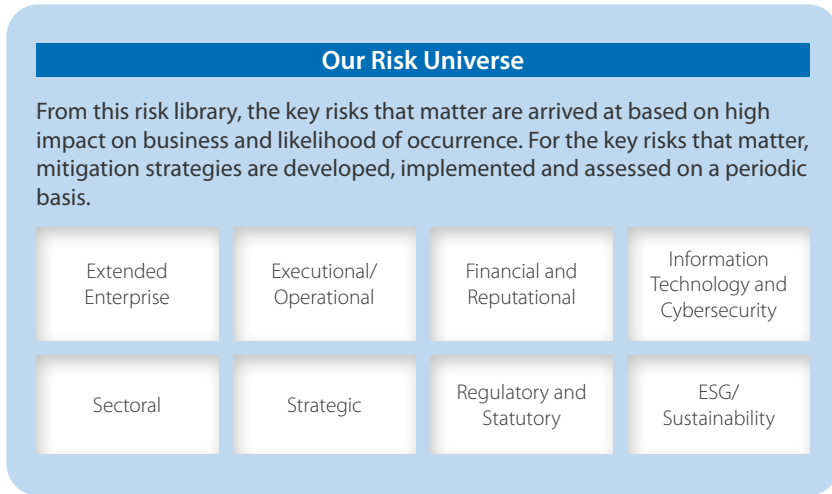 Our Risk Universe
From this risk library, the key risks that matter are arrived at based on high
impact on business and likelihood of occurrence. For the key risks that matter,
mitigation strategies are developed, implemented and assessed on a periodic
basis.
Extended
Enterprise
Executional/
Operational
Financial and
Reputational
Information
Technology and
Cybersecurity
Sectoral
Strategic
Regulatory and
Statutory
ESG/
Sustainability